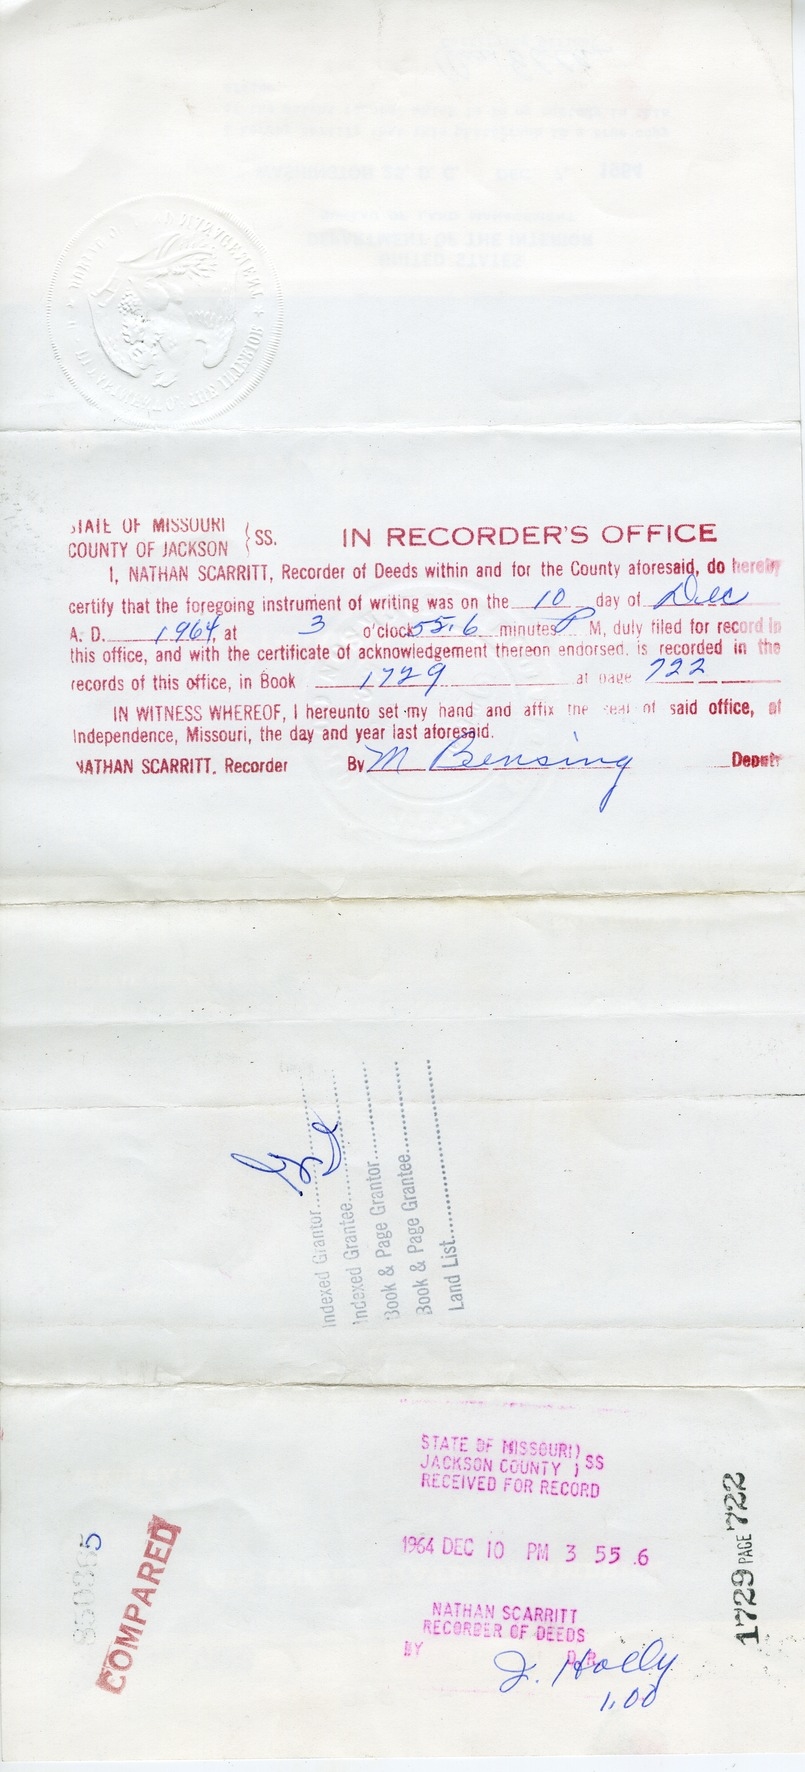 STATE OF MISSOURI
COUNTY OF JACKSON } SS. IN RECORDER'S OFFICE
I, NATHAN SCARRITT, Recorder of Deeds within and for the County aforesaid, do hereby
certify that the foregoing instrument of writing was on the 10 day of Dec
A. D. 1964 at 3 o'clock 55.6 minutes P M, duly filed for record in
this office, and with the certificate of acknowledgement thereon endorsed, is recorded in the
records of this office, in Book 1729 at page 722
IN WITNESS WHEREOF, I hereunto set my hand and affix the seal of said office, at
Independence, Missouri, the day and year last aforesaid.
NATHAN SCARRITT, Recorder By M Bensing Deputy
Indexed Grantor
Indexed Grantee
Book & Page Grantor
Book & Page Grantee
Land List
STATE OF MISSOURI)
JACKSON COUNTY ) SS
RECEIVED FOR RECORD
1964 DEC 10 PM 3 55.6
NATHAN SCARRITT
RECORDER OF DEEDS
BY J. Holly
1.00
COMPARED
1729 PAGE 722